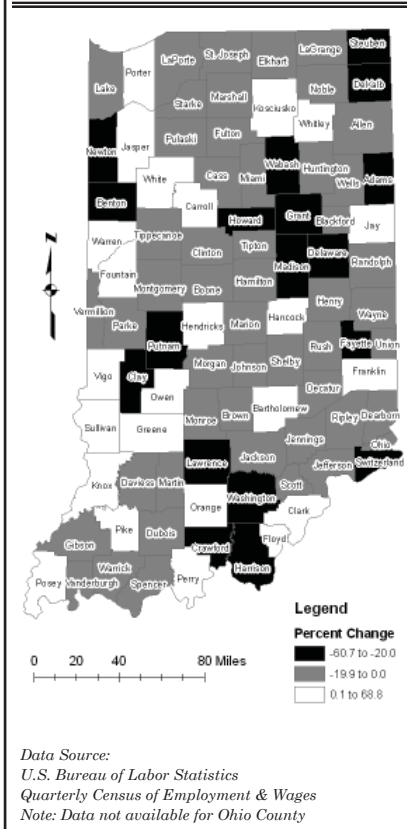 Steuben
LaGrange
St. Joseph
LaPorte
Elkhart
Porter
Lake
DeKalb
Noble
Marshall
Starke
Kosciusko
Whitley
Allen
Newton
Jasper
Pulaski
Fulton
Wabash
Huntington
White
Cass
Miami
Wells
Adams
Benton
Carroll
Howard
Grant
Blackford
Jay
Warren
Tippecanoe
Clinton
Tipton
Delaware
Madison
Randolph
Fountain
Hamilton
Montgomery
Boone
Henry
Vermillion
Hancock
Wayne
Parke
Hendricks
Marion
Putnam
Rush
Fayette
Union
Shelby
Morgan
Johnson
Franklin
Vigo
Clay
Owen
Decatur
Bartholomew
Brown
Monroe
Ripley
Dearborn
Sullivan
Greene
Jennings
Ohio
Jackson
Lawrence
Jefferson
Switzerland
Knox
Daviess
Martin
Scott
Washington
Orange
Clark
Pike
Dubois
Floyd
Gibson
Crawford
Harrison
Warrick
Perry
Posey
Vanderburgh
Spencer
N
Legend
Percent Change
-60.7 to -20.0
-19.9 to 0.0
0.1 to 68.8
0 20 40 80 Miles
Data Source:
U.S. Bureau of Labor Statistics
Quarterly Census of Employment & Wages
Note: Data not available for Ohio County